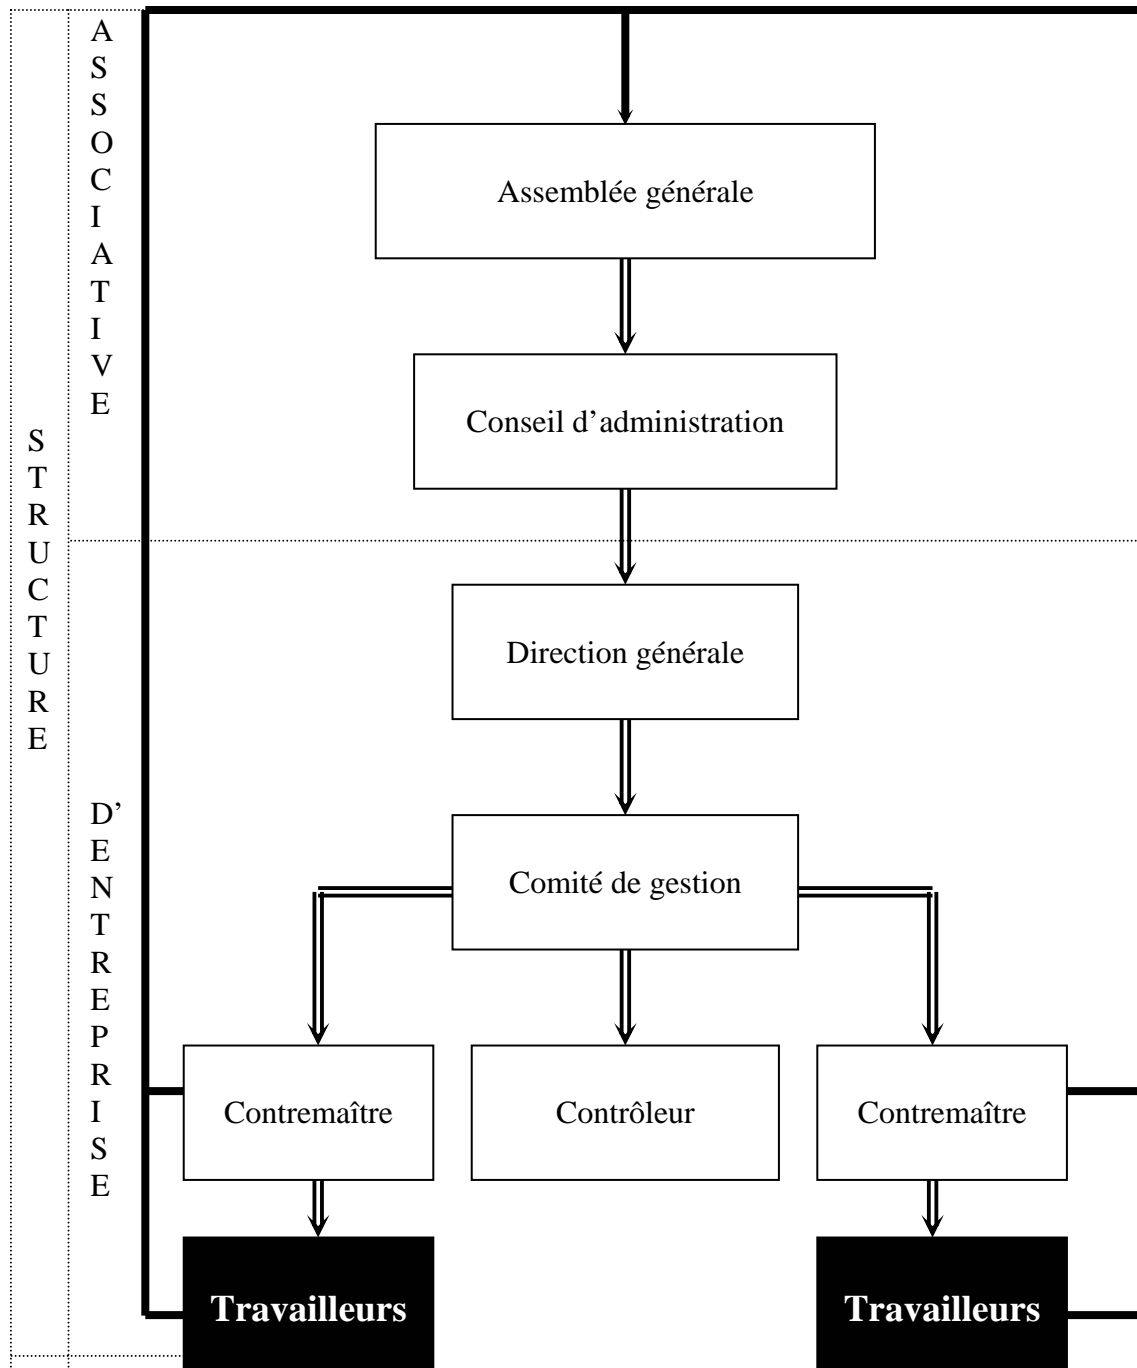 STRUCTURE
ASSOCIATIVE
D’ENTREPRISE
Assemblée générale
Conseil d’administration
Direction générale
Comité de gestion
Contremaître
Contrôleur
Contremaître
Travailleurs
Travailleurs